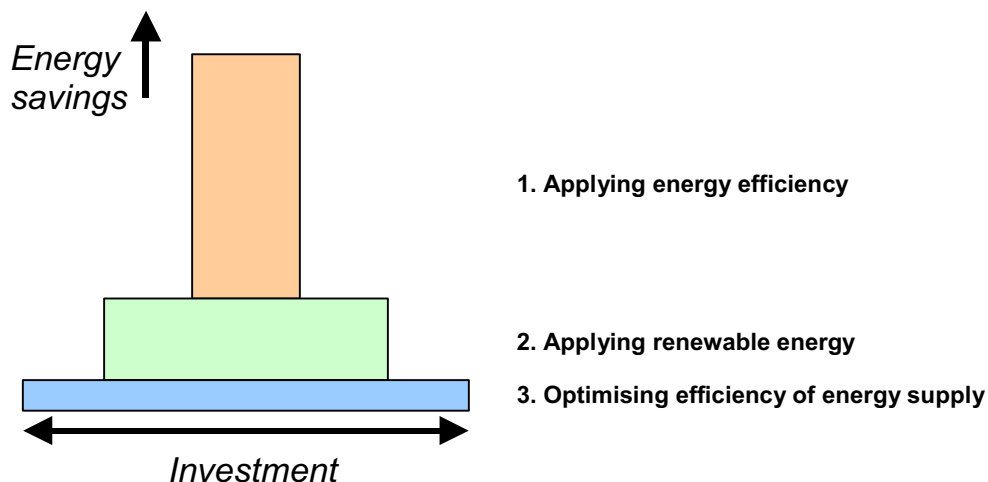 Energy
savings
1. Applying energy efficiency
2. Applying renewable energy
3. Optimising efficiency of energy supply
Investment